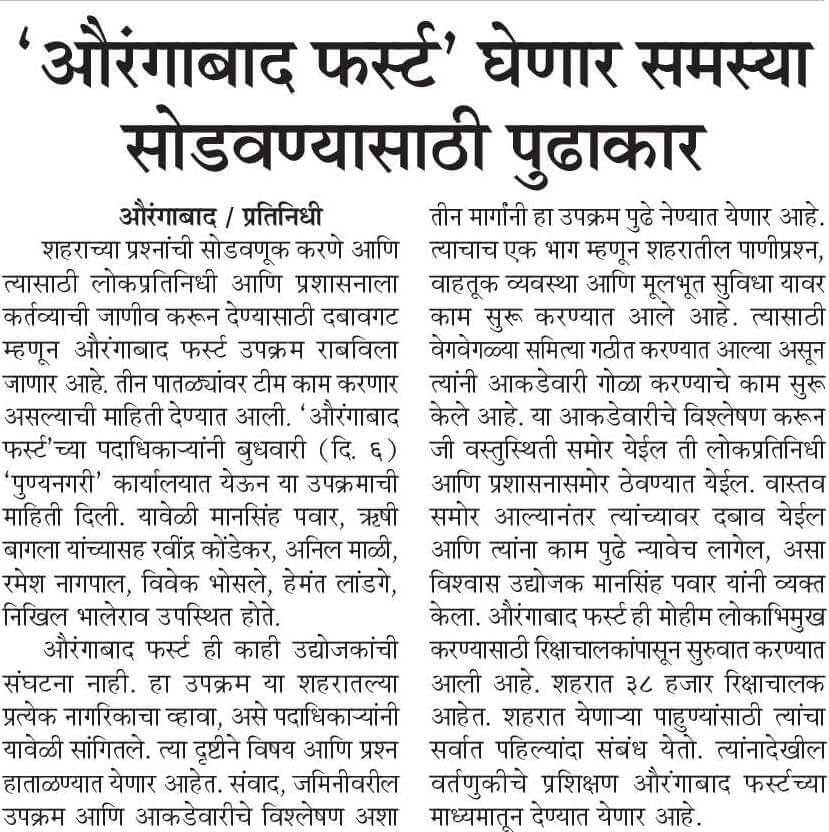 ‘औरंगाबाद फर्स्ट’ घेणार समस्या
सोडवण्यासाठी पुढाकार
औरंगाबाद / प्रतिनिधी
शहराच्या प्रश्नांची सोडवणूक करणे आणि
त्यासाठी लोकप्रतिनिधी आणि प्रशासनाला
कर्तव्याची जाणीव करून देण्यासाठी दबावगट
म्हणून औरंगाबाद फर्स्ट उपक्रम राबविला
जाणार आहे. तीन पातळ्यांवर टीम काम करणार
असल्याची माहिती देण्यात आली. ‘औरंगाबाद
फर्स्ट’च्या पदाधिकाऱ्यांनी बुधवारी (दि. ६)
‘पुण्यनगरी’ कार्यालयात येऊन या उपक्रमाची
माहिती दिली. यावेळी मानसिंह पवार, ऋषी
बागला यांच्यासह रवींद्र कोंडेकर, अनिल माळी,
रमेश नागपाल, विवेक भोसले, हेमंत लांडगे,
निखिल भालेराव उपस्थित होते.
औरंगाबाद फर्स्ट ही काही उद्योजकांची
संघटना नाही. हा उपक्रम या शहरातल्या
प्रत्येक नागरिकाचा व्हावा, असे पदाधिकाऱ्यांनी
यावेळी सांगितले. त्या दृष्टीने विषय आणि प्रश्न
हाताळण्यात येणार आहेत. संवाद, जमिनीवरील
उपक्रम आणि आकडेवारीचे विश्लेषण अशा
तीन मार्गांनी हा उपक्रम पुढे नेण्यात येणार आहे.
त्याचाच एक भाग म्हणून शहरातील पाणीप्रश्न,
वाहतूक व्यवस्था आणि मूलभूत सुविधा यावर
काम सुरू करण्यात आले आहे. त्यासाठी
वेगवेगळ्या समित्या गठीत करण्यात आल्या असून
त्यांनी आकडेवारी गोळा करण्याचे काम सुरू
केले आहे. या आकडेवारीचे विश्लेषण करून
जी वस्तुस्थिती समोर येईल ती लोकप्रतिनिधी
आणि प्रशासनासमोर ठेवण्यात येईल. वास्तव
समोर आल्यानंतर त्यांच्यावर दबाव येईल
आणि त्यांना काम पुढे न्यावेच लागेल, असा
विश्वास उद्योजक मानसिंह पवार यांनी व्यक्त
केला. औरंगाबाद फर्स्ट ही मोहीम लोकाभिमुख
करण्यासाठी रिक्षाचालकांपासून सुरुवात करण्यात
आली आहे. शहरात ३८ हजार रिक्षाचालक
आहेत. शहरात येणाऱ्या पाहुण्यांसाठी त्यांचा
सर्वात पहिल्यांदा संबंध येतो. त्यांनादेखील
वर्तणुकीचे प्रशिक्षण औरंगाबाद फर्स्टच्या
माध्यमातून देण्यात येणार आहे.